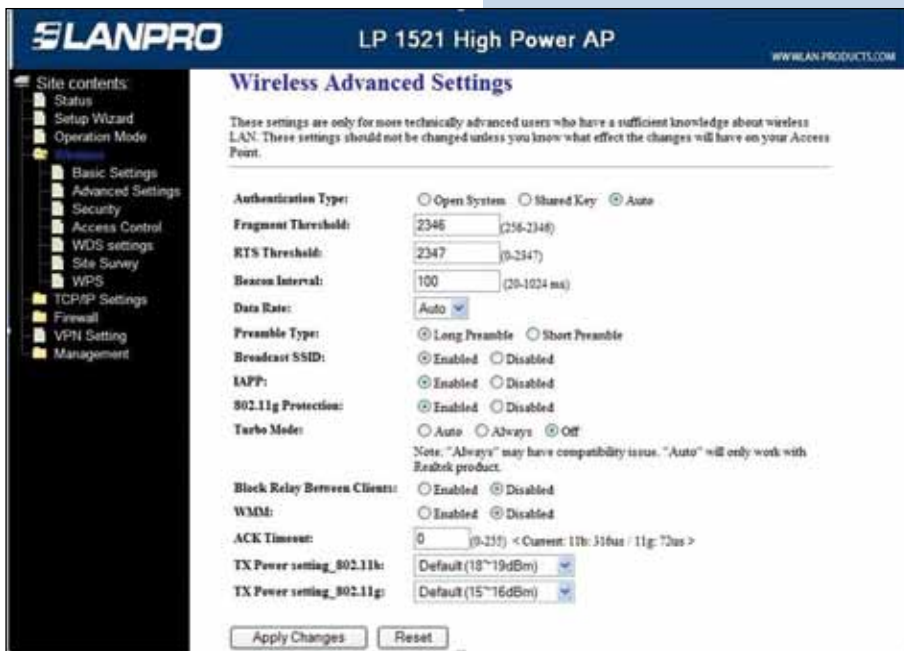 LANPRO
LP 1521 High Power AP
WWW.LAN-PRODUCTS.COM
Site contents:
Status
Setup Wizard
Operation Mode
Wireless
Basic Settings
Advanced Settings
Security
Access Control
WDS settings
Site Survey
WPS
TCP/IP Settings
Firewall
VPN Setting
Management
Wireless Advanced Settings
These settings are only for more technically advanced users who have a sufficient knowledge about wireless
LAN. These settings should not be changed unless you know what effect the changes will have on your Access
Point.
Authentication Type: Open System Shared Key Auto
Fragment Threshold: 2346 (256-2346)
RTS Threshold: 2347 (0-2347)
Beacon Interval: 100 (20-1024 ms)
Data Rate: Auto
Preamble Type: Long Preamble Short Preamble
Broadcast SSID: Enabled Disabled
IAPP: Enabled Disabled
802.11g Protection: Enabled Disabled
Turbo Mode: Auto Always Off
Note: "Always" may have compatibility issue. "Auto" will only work with
Realtek product.
Block Relay Between Clients: Enabled Disabled
WMM: Enabled Disabled
ACK Timeout: 0 (0-255) < Current: 11b: 316us / 11g: 72us >
TX Power setting_802.11b: Default (18~19dBm)
TX Power setting_802.11g: Default (15~16dBm)
Apply Changes Reset